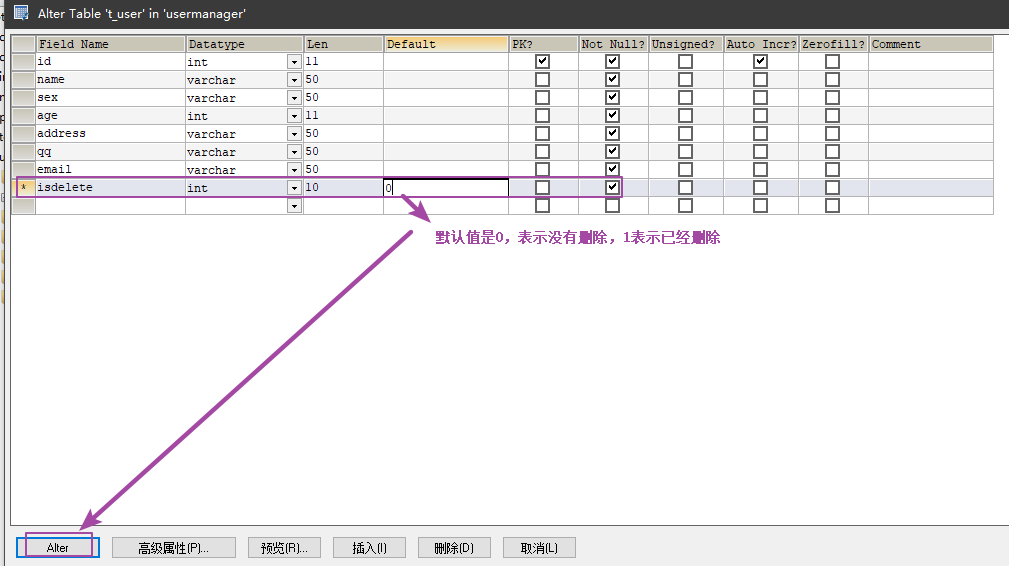 Alter Table 't_user' in 'usermanager'
Field Name Datatype Len Default PK? Not Null? Unsigned? Auto Incr? Zerofill? Comment
id int 11
name varchar 50
sex varchar 50
age int 11
address varchar 50
qq varchar 50
email varchar 50
* isdelete int 10 0
默认值是0，表示没有删除，1表示已经删除
Alter 高级属性(P)... 预览(R)... 插入(I) 删除(D) 取消(L)